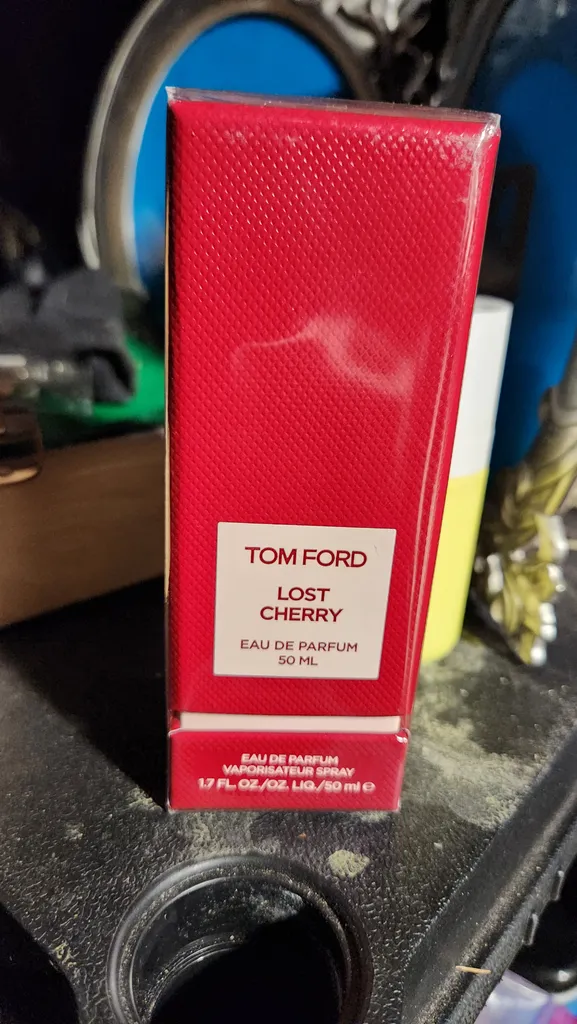 TOM FORD
LOST
CHERRY
EAU DE PARFUM
50 ML
EAU DE PARFUM
VAPORISATEUR SPRAY
1.7 FL. OZ./OZ. LIQ./50 ml ℮